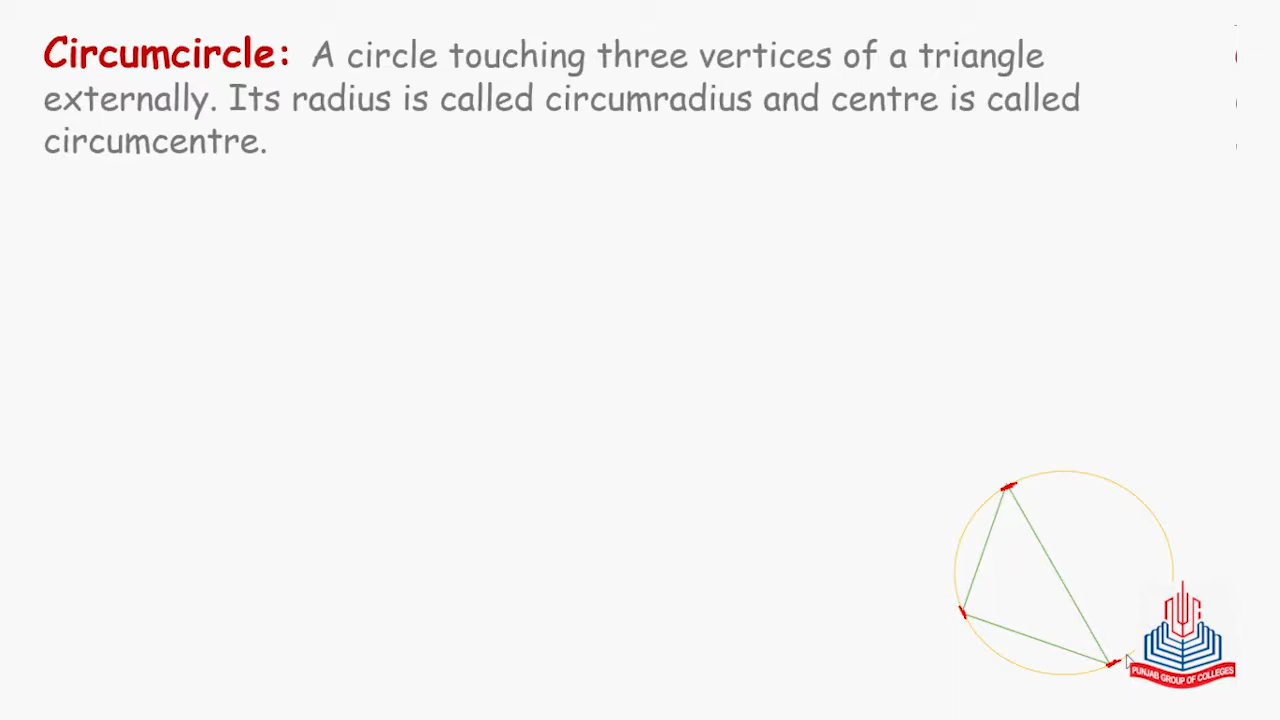 Circumcircle: A circle touching three vertices of a triangle
externally. Its radius is called circumradius and centre is called
circumcentre.
PUNJAB GROUP OF COLLEGES